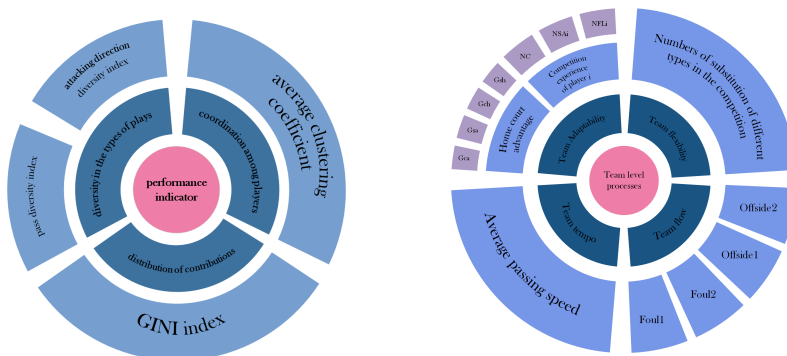 attacking direction
diversity index
average clustering
coefficient
pass diversity index
GINI index
diversity in the types of plays
coordination among players
distribution of contributions
performance
indicator
Gca
Gsa
Gch
Gsh
NC
NSAi
NFLi
Home court
advantage
Competition
experience
of player i
Numbers of substitution of different
types in the competition
Team Adaptability
Team flexbility
Team level
processes
Team tempo
Team flow
Average passing speed
Offside2
Offside1
Foul2
Foul1